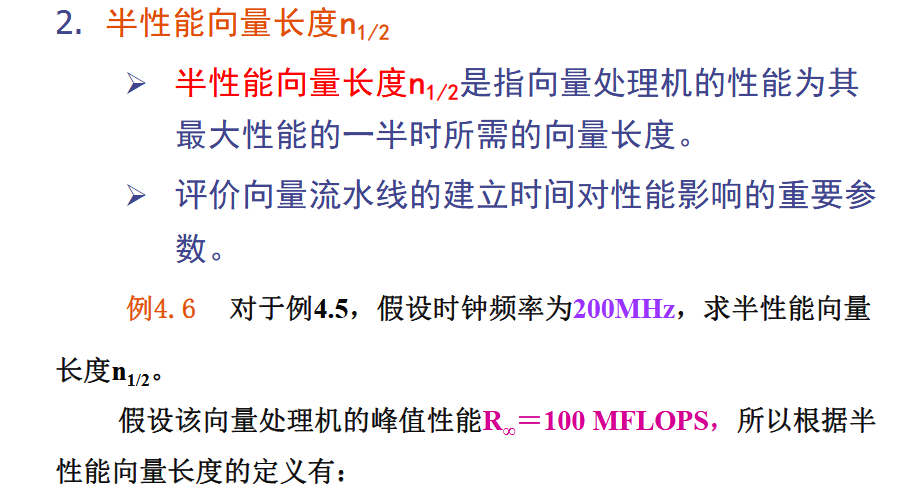 2. 半性能向量长度n1/2
➢ 半性能向量长度n1/2是指向量处理机的性能为其
最大性能的一半时所需的向量长度。
➢ 评价向量流水线的建立时间对性能影响的重要参
数。
例4.6 对于例4.5，假设时钟频率为200MHz，求半性能向量
长度n1/2。
假设该向量处理机的峰值性能R∞＝100 MFLOPS，所以根据半
性能向量长度的定义有：